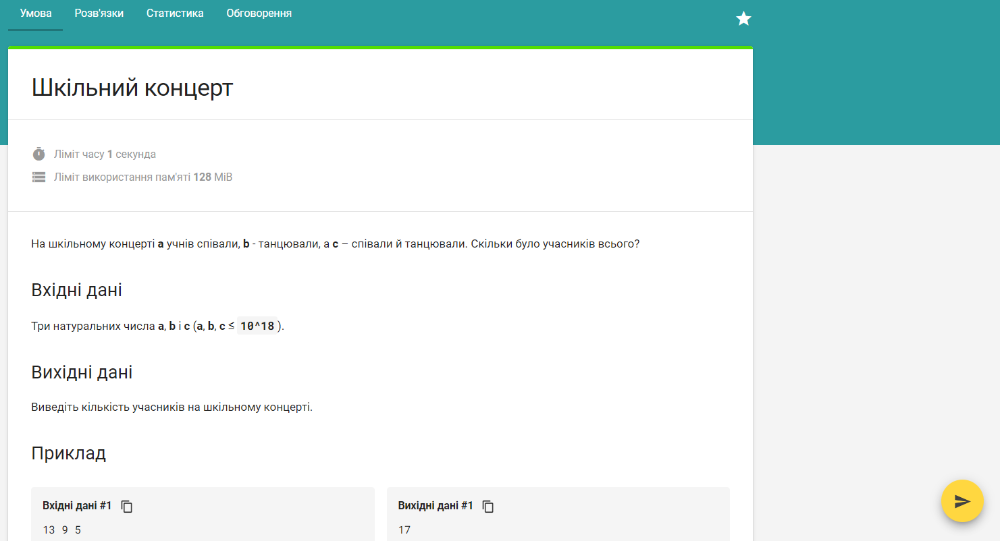 Умова Розв'язки Статистика Обговорення
Шкільний концерт
Ліміт часу 1 секунда
Ліміт використання пам'яті 128 MiB
На шкільному концерті a учнів співали, b - танцювали, а c – співали й танцювали. Скільки було учасників всього?
Вхідні дані
Три натуральних числа a, b і c (a, b, c ≤ 10^18 ).
Вихідні дані
Виведіть кількість учасників на шкільному концерті.
Приклад
Вхідні дані #1
13 9 5
Вихідні дані #1
17